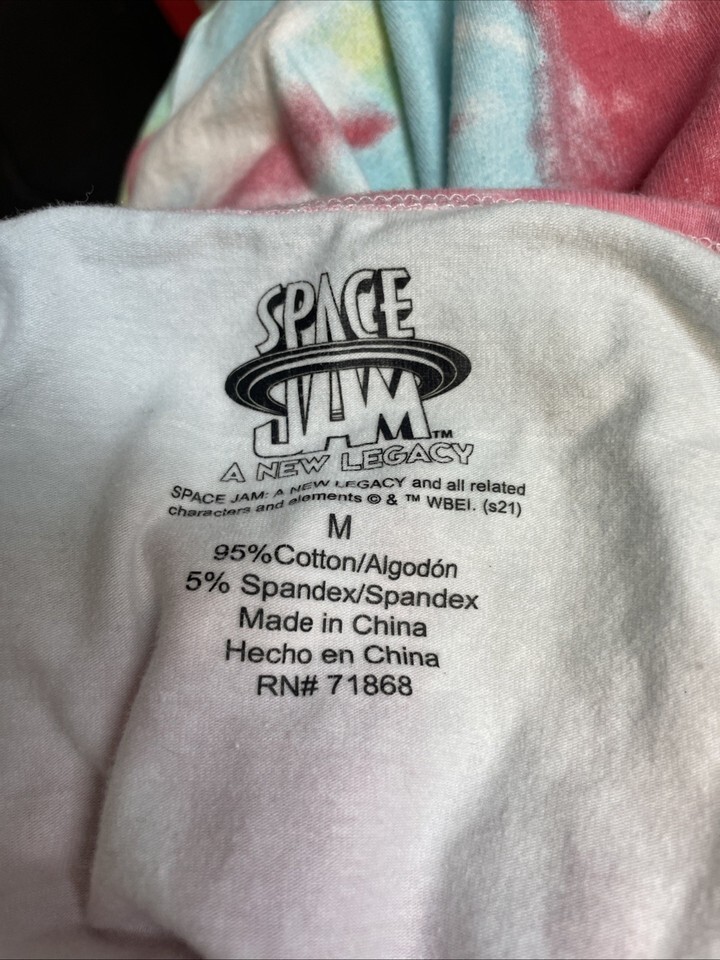 SPACE
JAM™
A NEW LEGACY
SPACE JAM: A NEW LEGACY and all related
characters and elements © & ™ WBEI. (s21)
M
95%Cotton/Algodón
5% Spandex/Spandex
Made in China
Hecho en China
RN# 71868